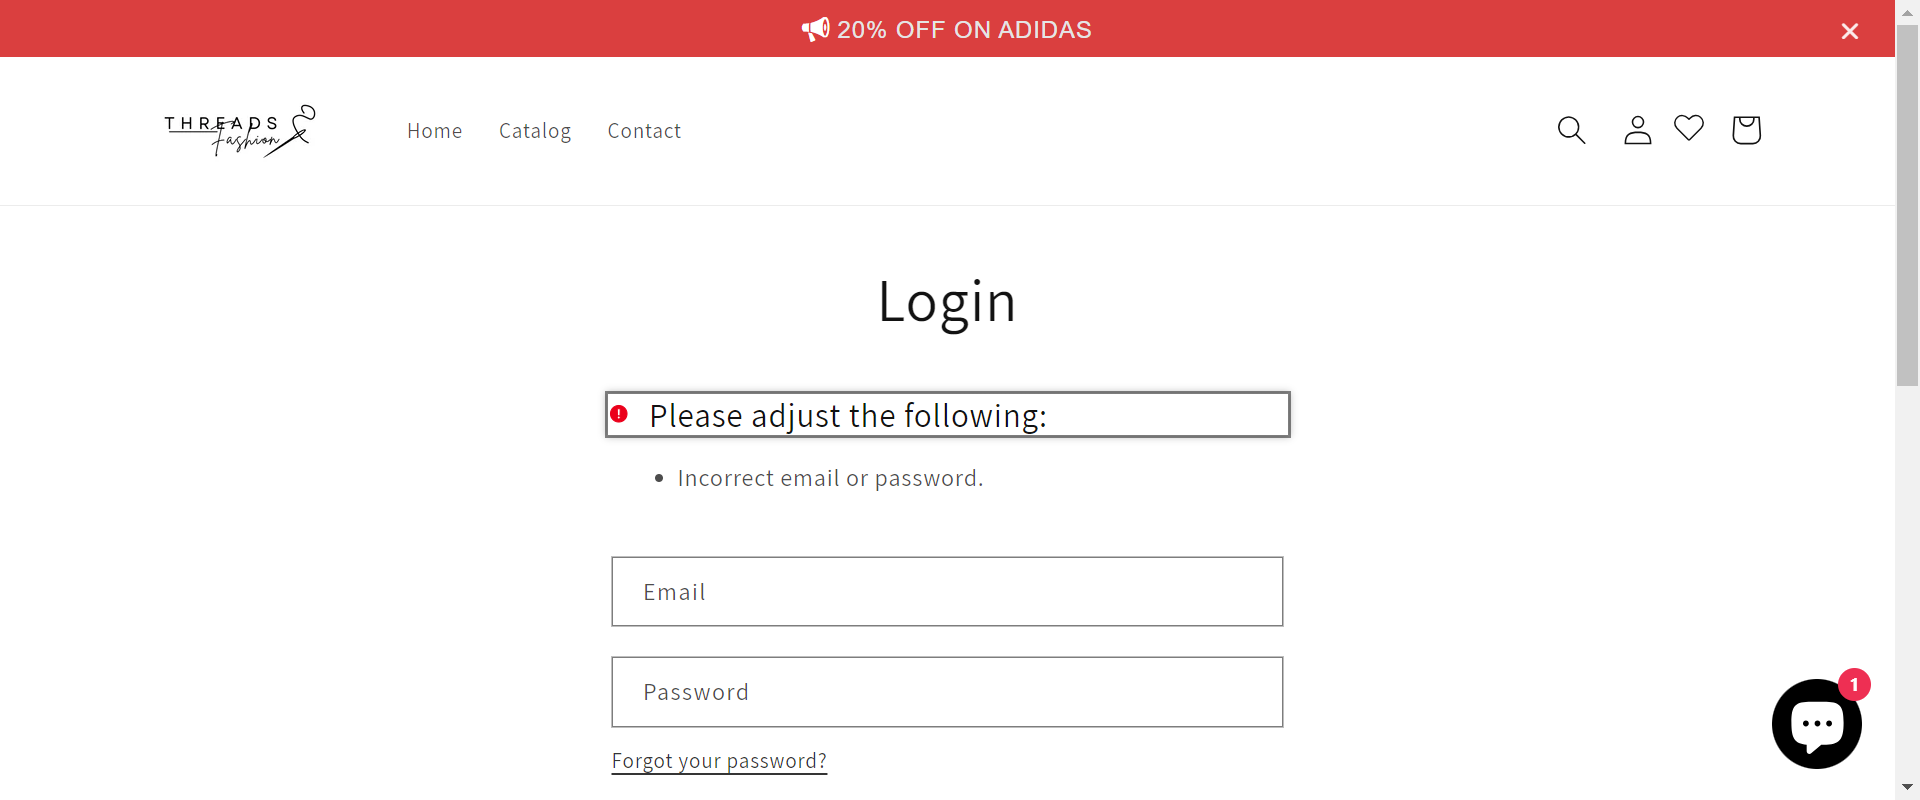 20% OFF ON ADIDAS
THREADS
Fashion
Home Catalog Contact
Login
Please adjust the following:
Incorrect email or password.
Email
Password
1
Forgot your password?